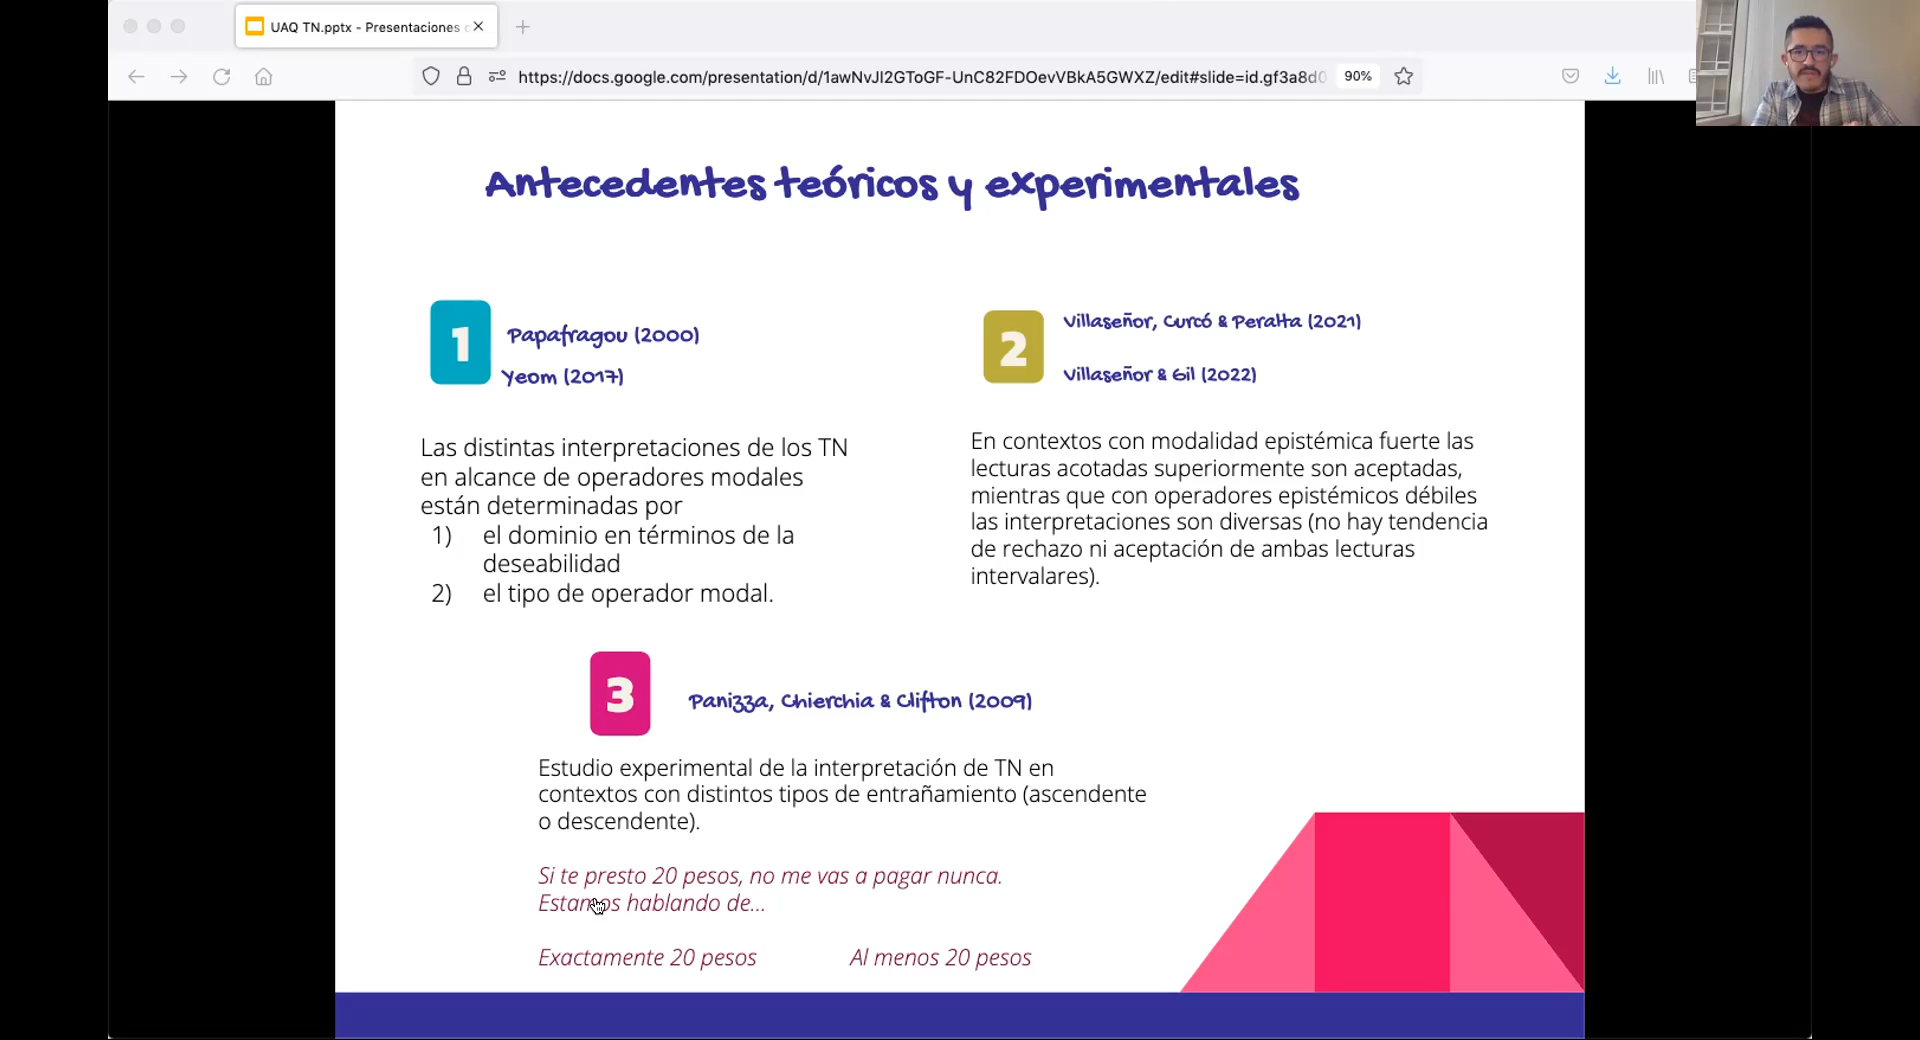 UAQ TN.pptx - Presentaciones
https://docs.google.com/presentation/d/1awNvJI2GToGF-UnC82FDOevVBkA5GWXZ/edit#slide=id.gf3a8d0
90%
Antecedentes teóricos y experimentales
1
Papafragou (2000)
Yeom (2017)
Las distintas interpretaciones de los TN
en alcance de operadores modales
están determinadas por
1) el dominio en términos de la
deseabilidad
2) el tipo de operador modal.
2
Villaseñor, Curcó & Peralta (2021)
Villaseñor & Gil (2022)
En contextos con modalidad epistémica fuerte las
lecturas acotadas superiormente son aceptadas,
mientras que con operadores epistémicos débiles
las interpretaciones son diversas (no hay tendencia
de rechazo ni aceptación de ambas lecturas
intervalares).
3
Panizza, Chierchia & Clifton (2009)
Estudio experimental de la interpretación de TN en
contextos con distintos tipos de entrañamiento (ascendente
o descendente).
Si te presto 20 pesos, no me vas a pagar nunca.
Estamos hablando de...
Exactamente 20 pesos
Al menos 20 pesos